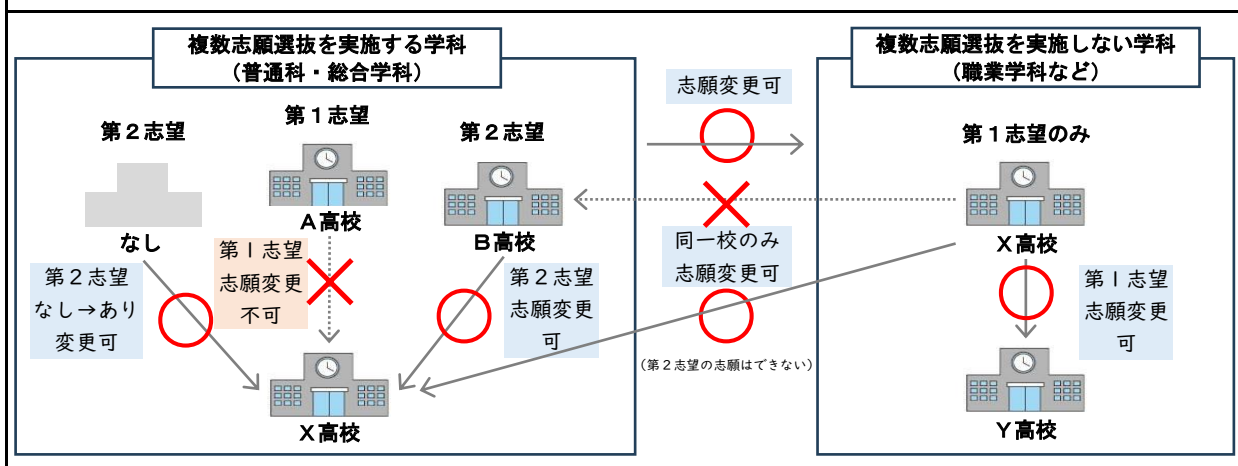 複数志願選抜を実施する学科
(普通科・総合学科)
第2志望
なし
第1志望
A高校
第2志望
B高校
第2志望
なし→あり
変更可
第1志望
志願変更
不可
第2志望
志願変更
可
X高校
志願変更可
同一校のみ
志願変更可
(第2志望の志願はできない)
複数志願選抜を実施しない学科
(職業学科など)
第1志望のみ
X高校
第1志望
志願変更
可
Y高校